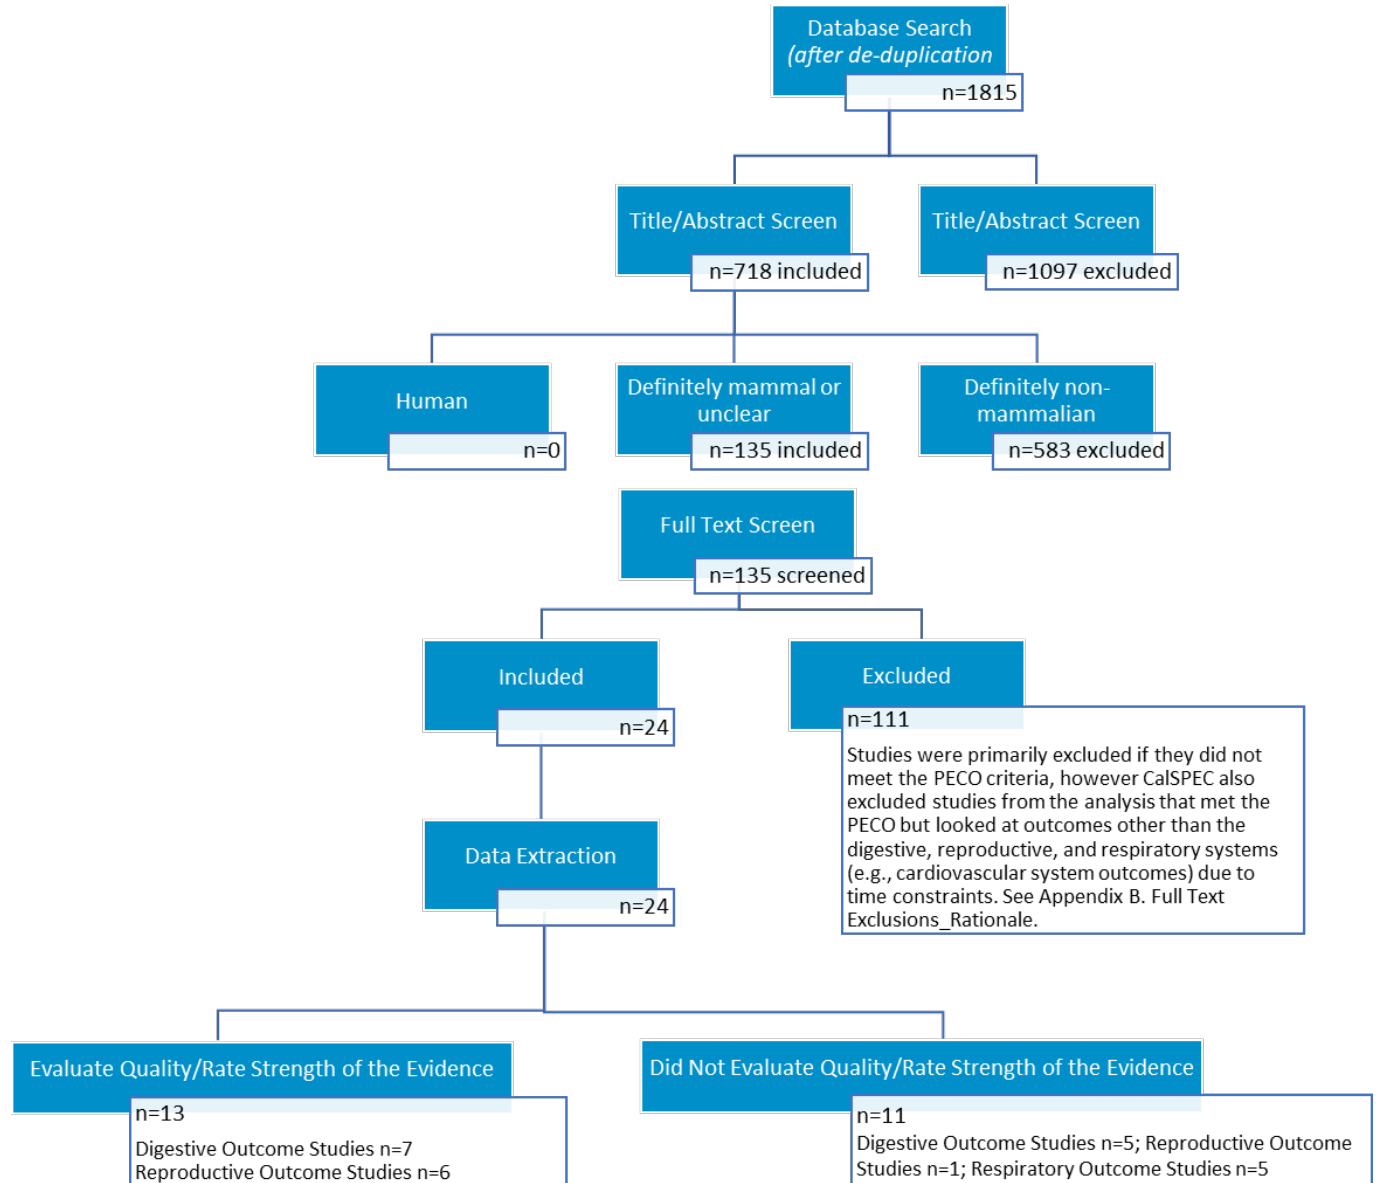 Database Search
(after de-duplication
n=1815
Title/Abstract Screen
n=718 included
Title/Abstract Screen
n=1097 excluded
Human
n=0
Definitely mammal or
unclear
n=135 included
Definitely non-
mammalian
n=583 excluded
Full Text Screen
n=135 screened
Included
n=24
Excluded
n=111
Studies were primarily excluded if they did not
meet the PECO criteria, however CalSPEC also
excluded studies from the analysis that met the
PECO but looked at outcomes other than the
digestive, reproductive, and respiratory systems
(e.g., cardiovascular system outcomes) due to
time constraints. See Appendix B. Full Text
Exclusions_Rationale.
Data Extraction
n=24
Evaluate Quality/Rate Strength of the Evidence
n=13
Digestive Outcome Studies n=7
Reproductive Outcome Studies n=6
Did Not Evaluate Quality/Rate Strength of the Evidence
n=11
Digestive Outcome Studies n=5; Reproductive Outcome
Studies n=1; Respiratory Outcome Studies n=5